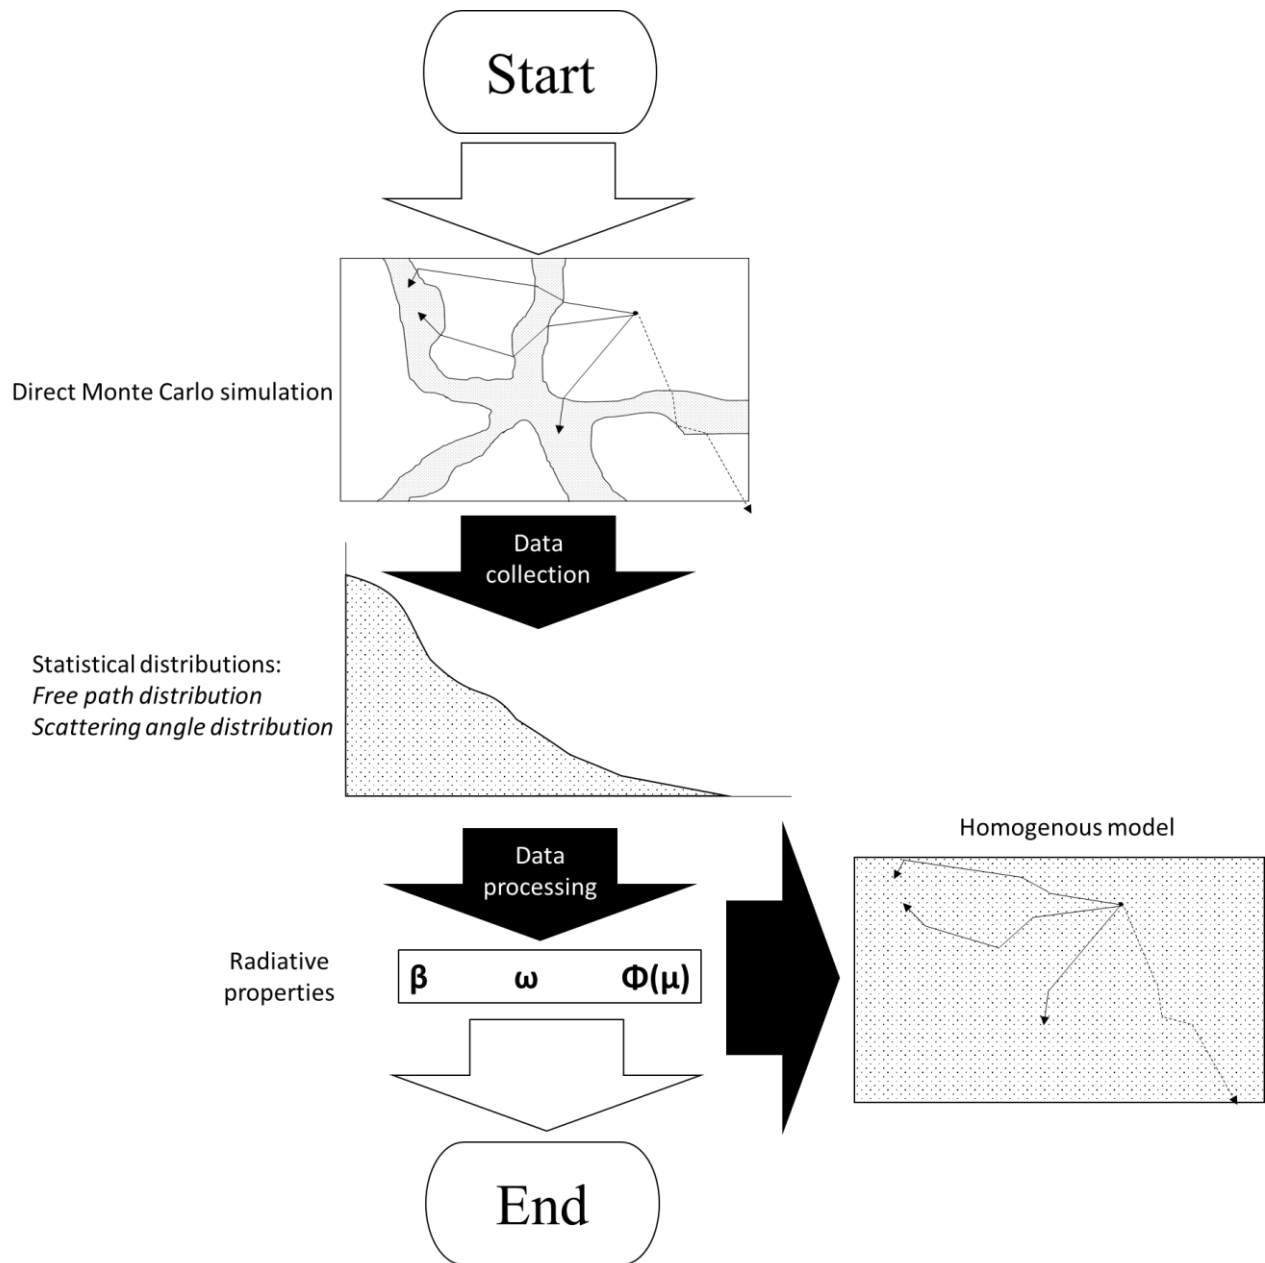 Start
Direct Monte Carlo simulation
Data
collection
Statistical distributions:
Free path distribution
Scattering angle distribution
Data
processing
Homogenous model
Radiative
properties
β ω Φ(μ)
End